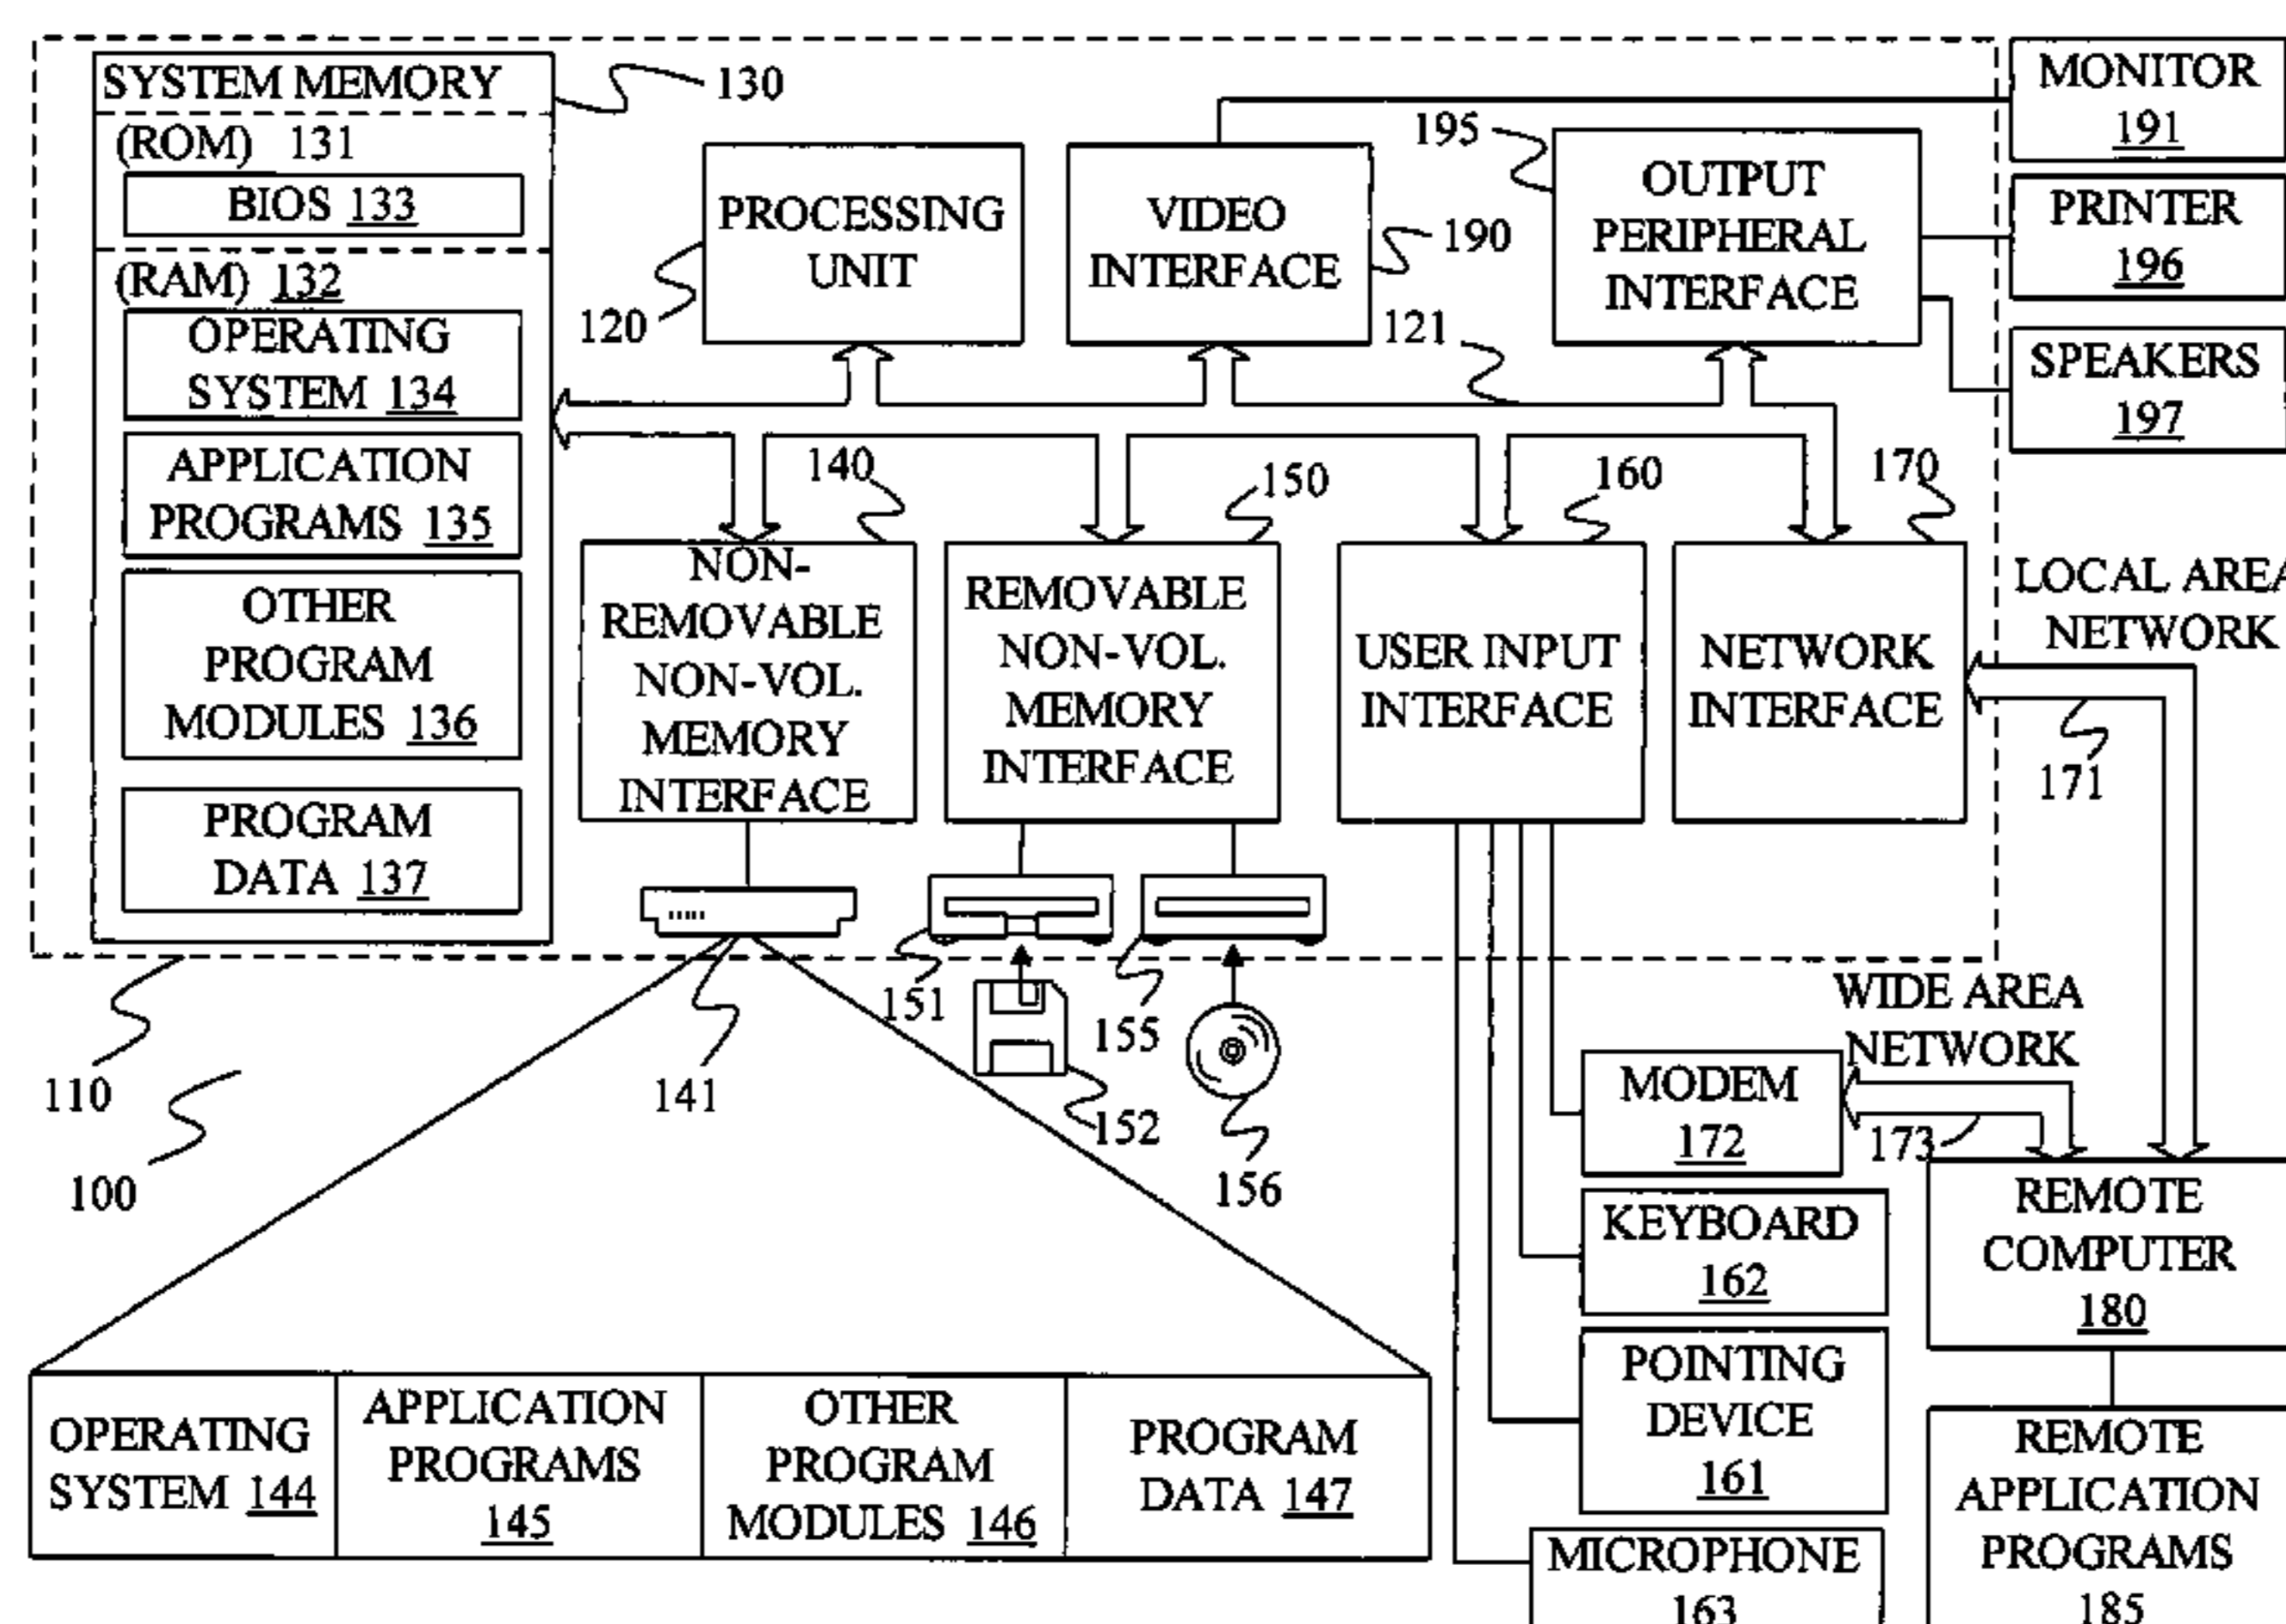 SYSTEM MEMORY
130
(ROM) 131
BIOS 133
(RAM) 132
OPERATING
SYSTEM 134
APPLICATION
PROGRAMS 135
OTHER
PROGRAM
MODULES 136
PROGRAM
DATA 137
PROCESSING
UNIT
120
VIDEO
INTERFACE
190
195
OUTPUT
PERIPHERAL
INTERFACE
121
MONITOR
191
PRINTER
196
SPEAKERS
197
140
NON-
REMOVABLE
NON-VOL.
MEMORY
INTERFACE
150
REMOVABLE
NON-VOL.
MEMORY
INTERFACE
160
USER INPUT
INTERFACE
170
NETWORK
INTERFACE
LOCAL AREA
NETWORK
171
110
100
141
151
152
155
156
WIDE AREA
NETWORK
173
MODEM
172
KEYBOARD
162
POINTING
DEVICE
161
MICROPHONE
163
REMOTE
COMPUTER
180
REMOTE
APPLICATION
PROGRAMS
185
OPERATING
SYSTEM 144
APPLICATION
PROGRAMS
145
OTHER
PROGRAM
MODULES 146
PROGRAM
DATA 147